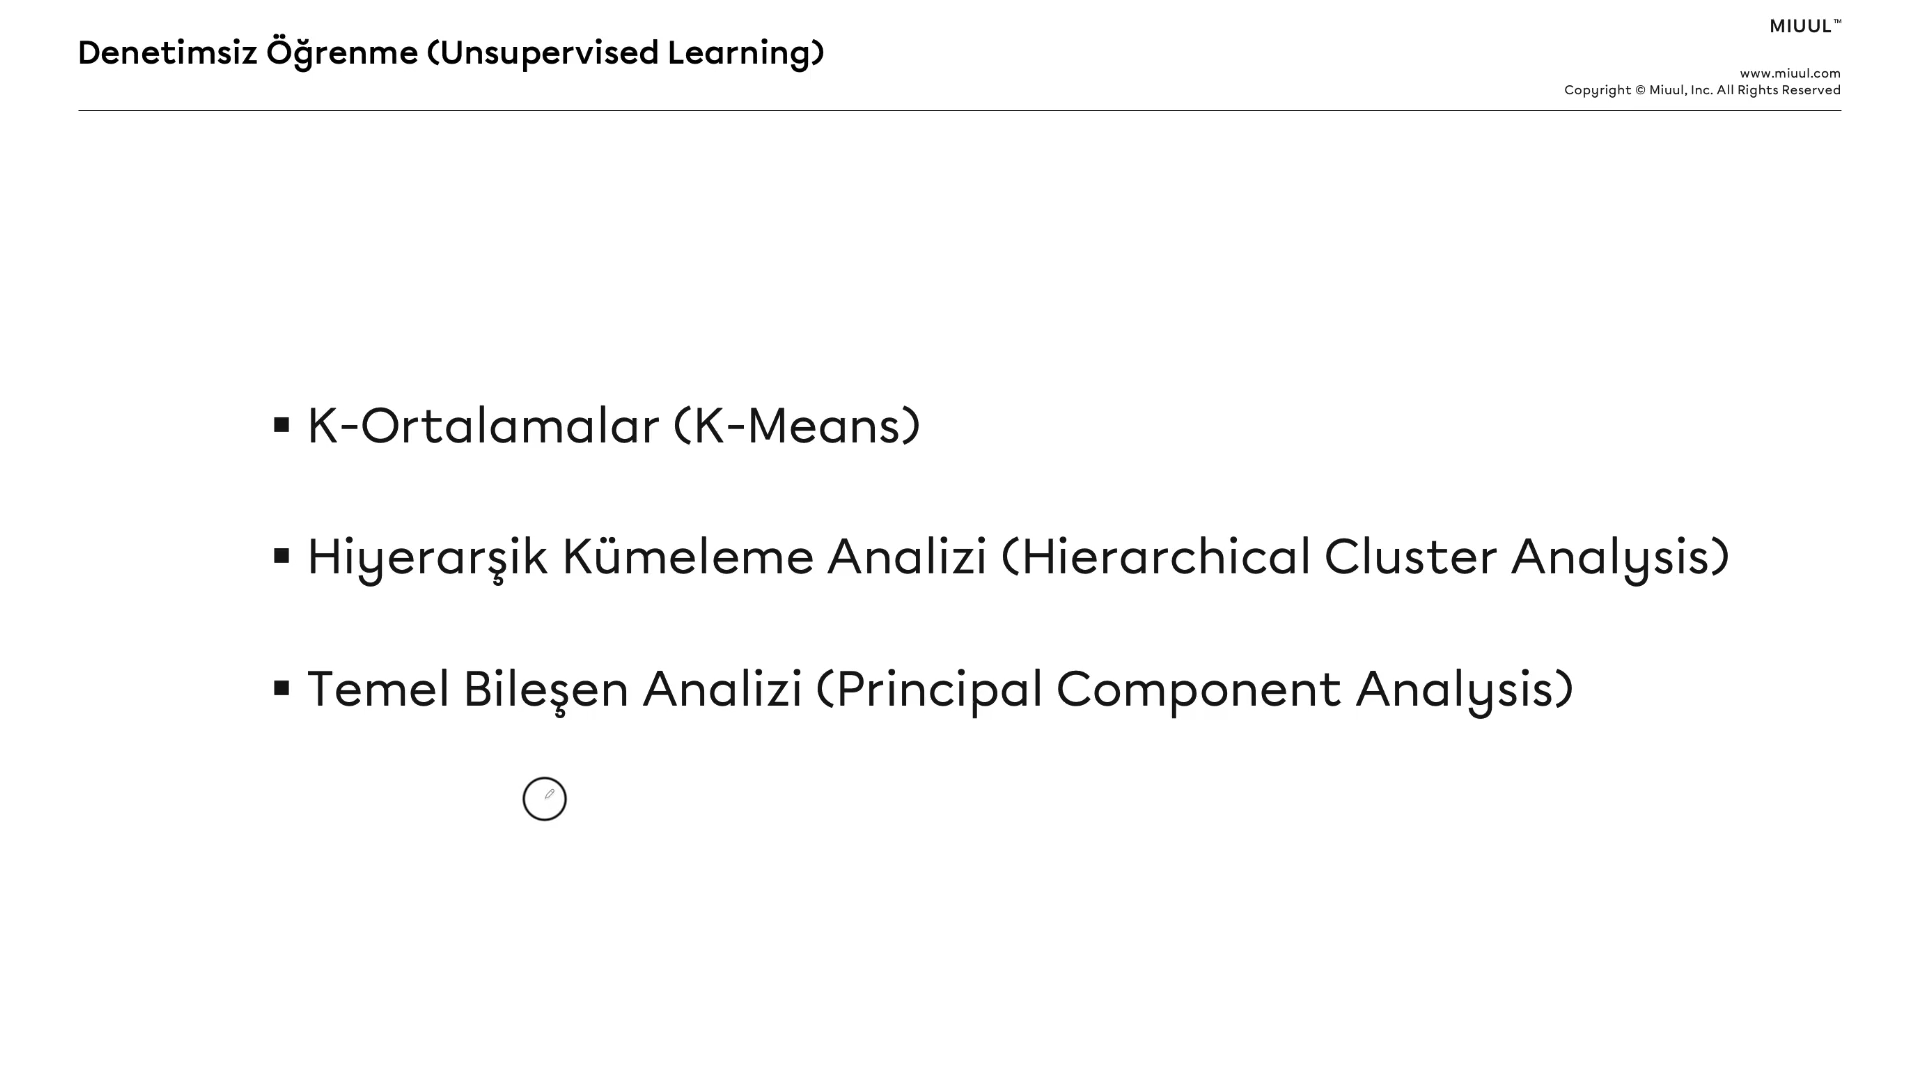 Denetimsiz Öğrenme (Unsupervised Learning)
MIUUL™
www.miuul.com
Copyright © Miuul, Inc. All Rights Reserved
▪ K-Ortalamalar (K-Means)
▪ Hiyerarşik Kümeleme Analizi (Hierarchical Cluster Analysis)
▪ Temel Bileşen Analizi (Principal Component Analysis)